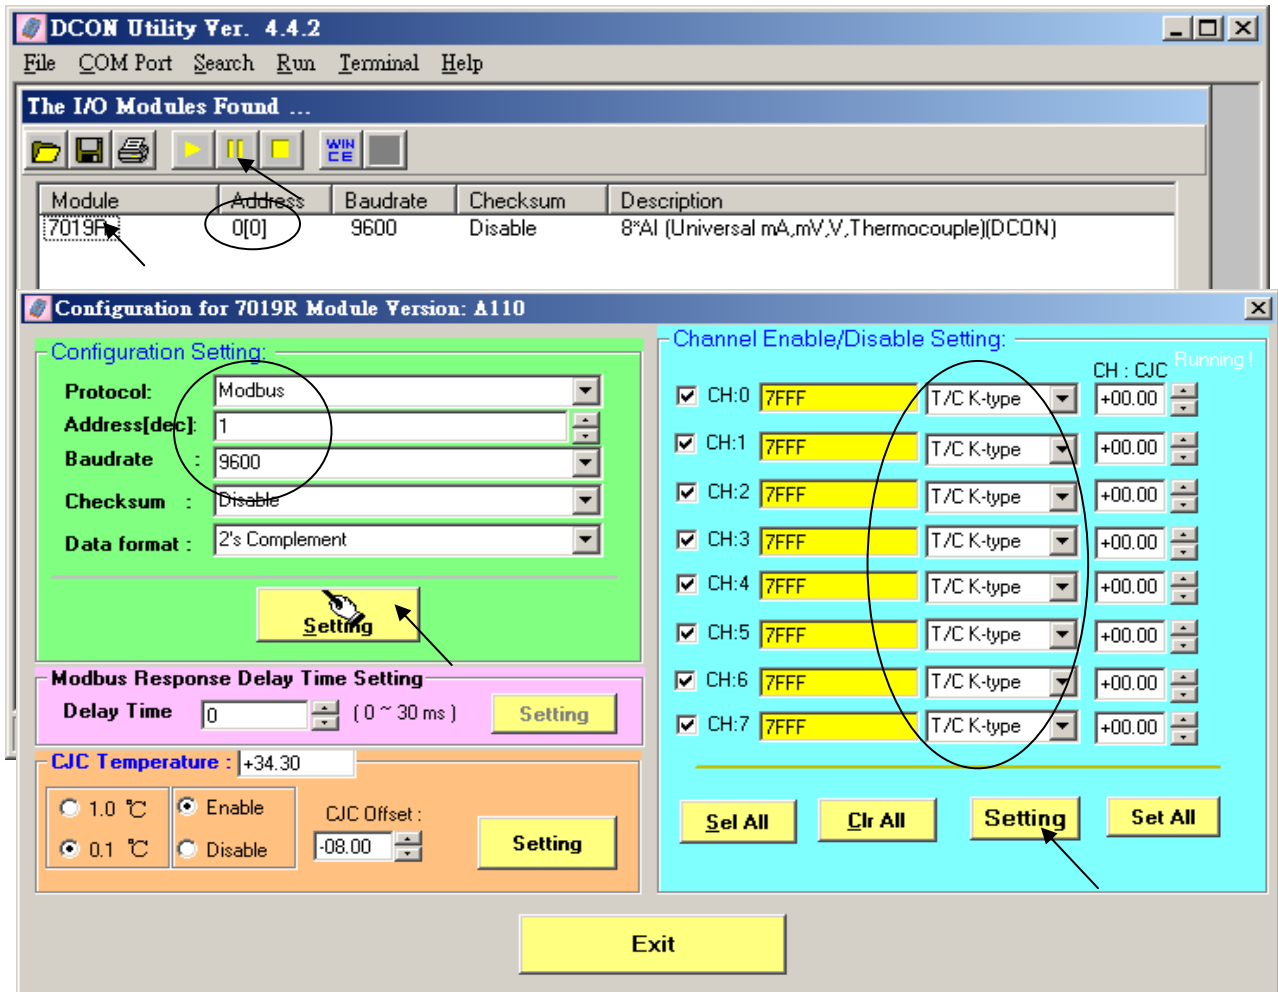 DCON Utility Ver. 4.4.2
File COM Port Search Run Terminal Help
The I/O Modules Found ...
WIN CE
Module Address Baudrate Checksum Description
7019R 0[0] 9600 Disable 8*AI (Universal mA,mV,V,Thermocouple)(DCON)
Configuration for 7019R Module Version: A110
Configuration Setting:
Protocol: Modbus
Address[dec]: 1
Baudrate : 9600
Checksum : Disable
Data format : 2's Complement
Setting
Modbus Response Delay Time Setting
Delay Time 0 ( 0 ~ 30 ms ) Setting
CJC Temperature : +34.30
1.0 ℃ Enable CJC Offset :
0.1 ℃ Disable -08.00 Setting
Channel Enable/Disable Setting:
Running !
CH : CJC
CH:0 7FFF T/C K-type +00.00
CH:1 7FFF T/C K-type +00.00
CH:2 7FFF T/C K-type +00.00
CH:3 7FFF T/C K-type +00.00
CH:4 7FFF T/C K-type +00.00
CH:5 7FFF T/C K-type +00.00
CH:6 7FFF T/C K-type +00.00
CH:7 7FFF T/C K-type +00.00
Sel All Clr All Setting Set All
Exit